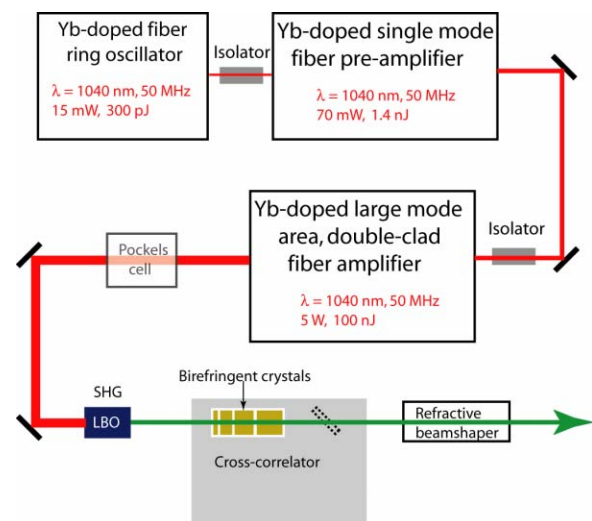 Yb-doped fiber
ring oscillator
λ = 1040 nm, 50 MHz
15 mW, 300 pJ
Isolator
Yb-doped single mode
fiber pre-amplifier
λ = 1040 nm, 50 MHz
70 mW, 1.4 nJ
Pockels
cell
Yb-doped large mode
area, double-clad
fiber amplifier
λ = 1040 nm, 50 MHz
5 W, 100 nJ
Isolator
SHG
LBO
Birefringent crystals
Cross-correlator
Refractive
beamshaper